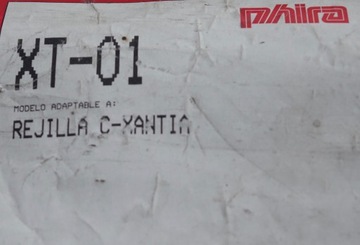 phira
XT-01
MODELO ADAPTABLE A:
REJILLA C-XANTIA